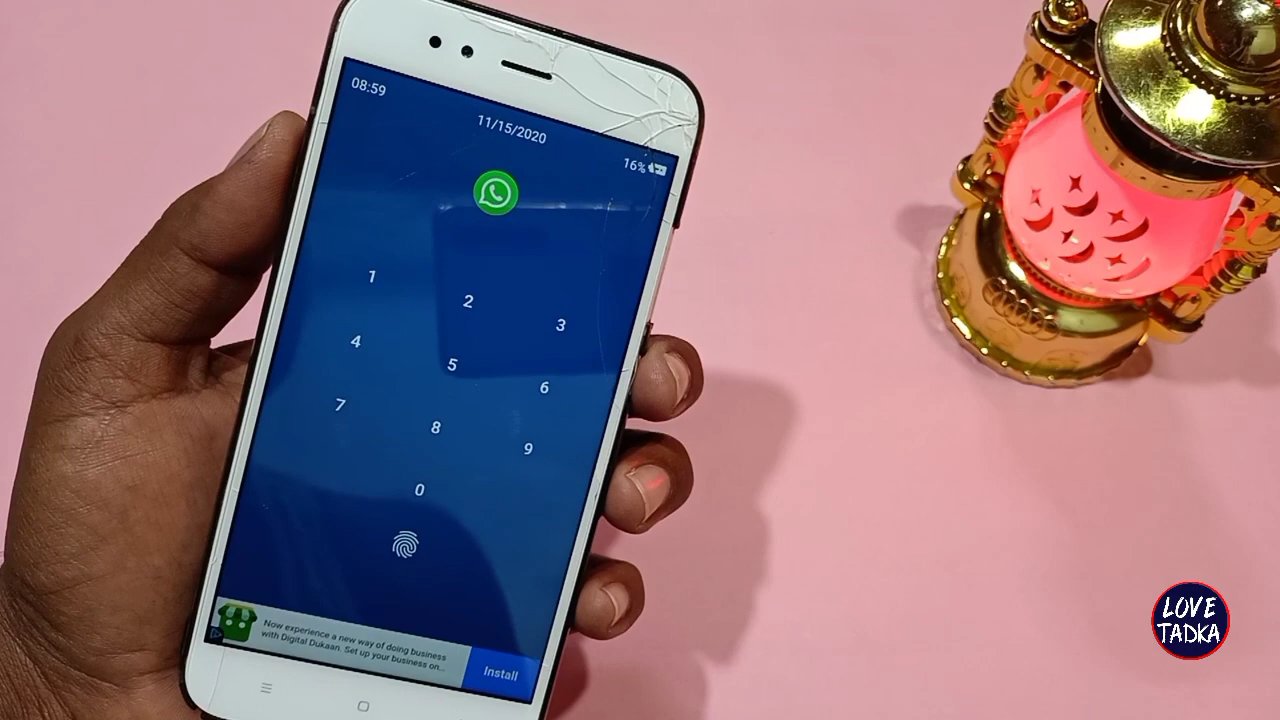 08:59
11/15/2020
16%
1
2
3
4
5
6
7
8
9
0
Now experience a new way of doing business
with Digital Dukaan. Set up your business on...
Install
LOVE
TADKA